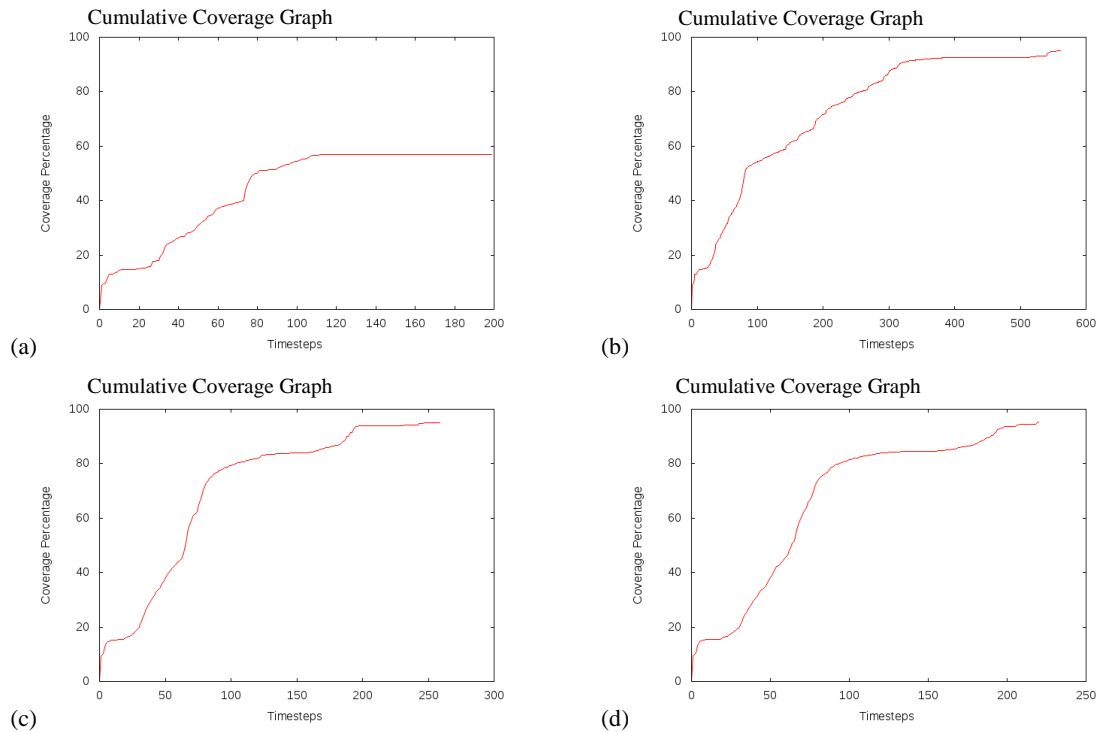 Cumulative Coverage Graph
100
80
60
40
20
0
Coverage Percentage
0 20 40 60 80 100 120 140 160 180 200
Timesteps
(a)
Cumulative Coverage Graph
100
80
60
40
20
0
Coverage Percentage
0 100 200 300 400 500 600
Timesteps
(b)
Cumulative Coverage Graph
100
80
60
40
20
0
Coverage Percentage
0 50 100 150 200 250 300
Timesteps
(c)
Cumulative Coverage Graph
100
80
60
40
20
0
Coverage Percentage
0 50 100 150 200 250
Timesteps
(d)